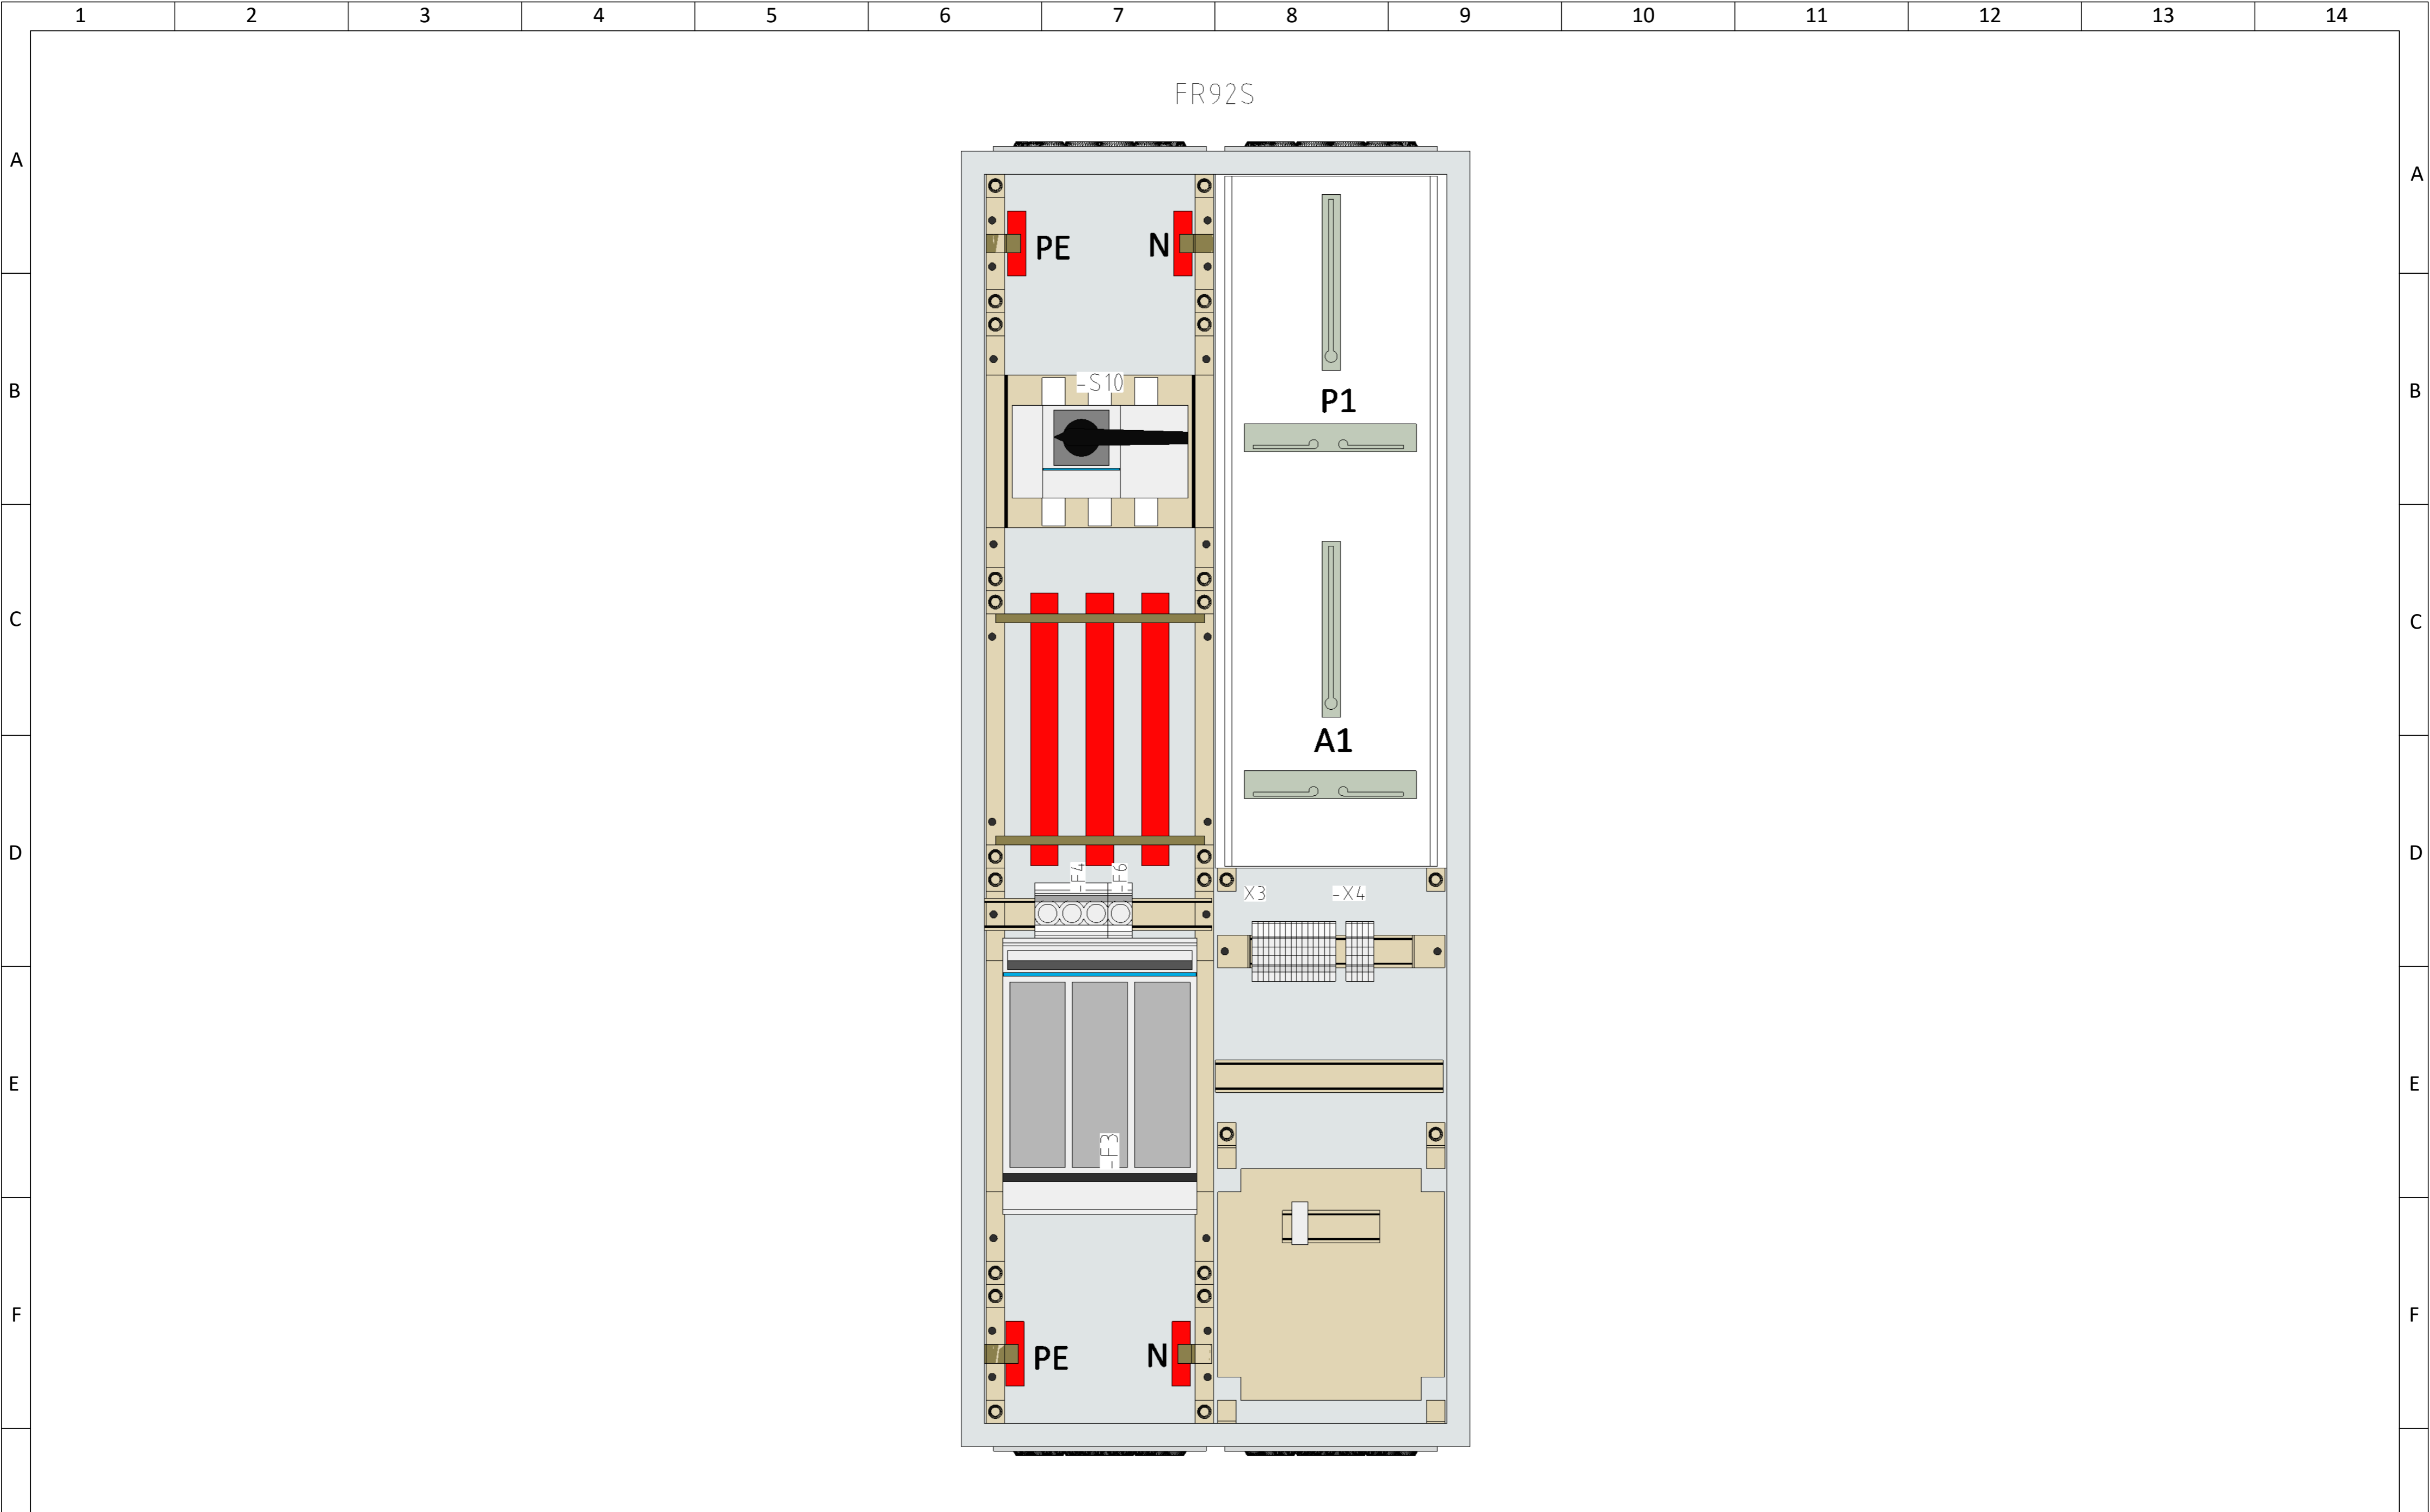 1 2 3 4 5 6 7 8 9 10 11 12 13 14
FR92S
A A
PE N
-S10
B P1 B
C C
A1
D D
-F4 -F6
X3 -X4
E E
-F3
F F
PE N